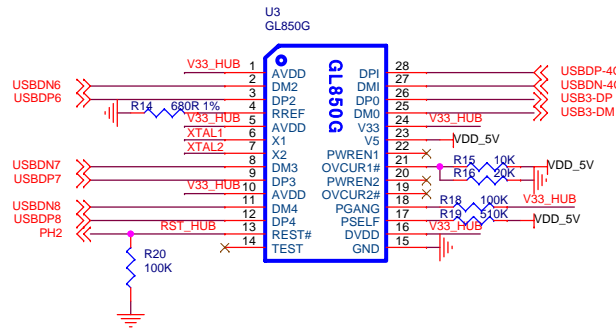 U3
GL850G
GL850G
V33_HUB 1 AVDD DPI 28 USBDP-4
USBDN6 2 DM2 DMI 27 USBDN-4
USBDP6 3 DP2 DP0 26 USB3-DP
R14 680R 1% 4 RREF DM0 25 USB3-DM
V33_HUB 5 AVDD V33 24 V33_HUB
XTAL1 6 X1 V5 23 VDD_5V
XTAL2 7 X2 PWREN1 22
USBDN7 8 DM3 OVCUR1# 21 R15 10K VDD_5V
USBDP7 9 DP3 PWREN2 20 R16 20K
V33_HUB 10 AVDD OVCUR2# 19
USBDN8 11 DM4 PGANG 18 R18 100K V33_HUB
USBDP8 12 DP4 PSELF 17 R19 510K VDD_5V
PH2 RST_HUB 13 REST# DVDD 16 V33_HUB
14 TEST GND 15
R20
100K